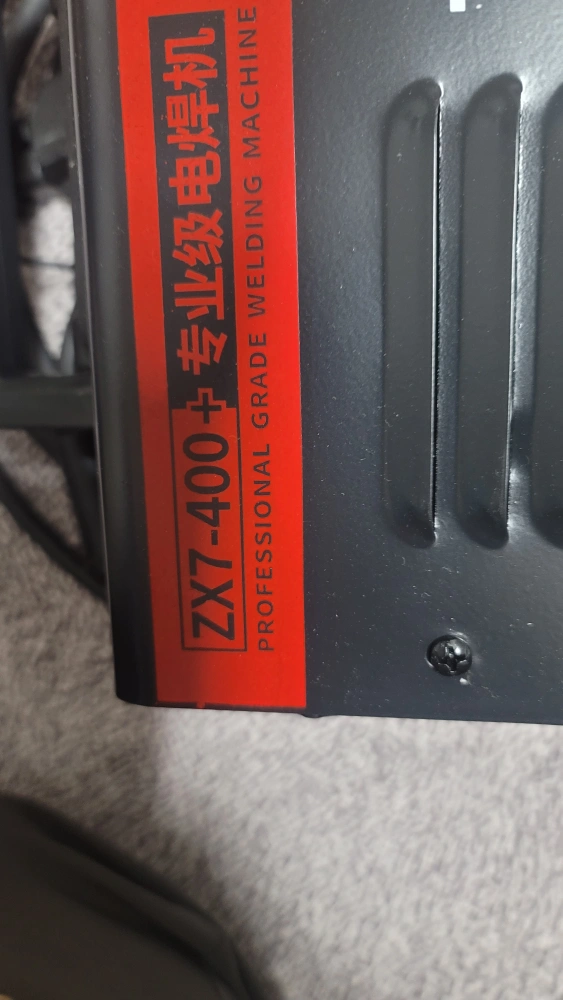 ZX7-400+ 专业级电焊机
PROFESSIONAL GRADE WELDING MACHINE